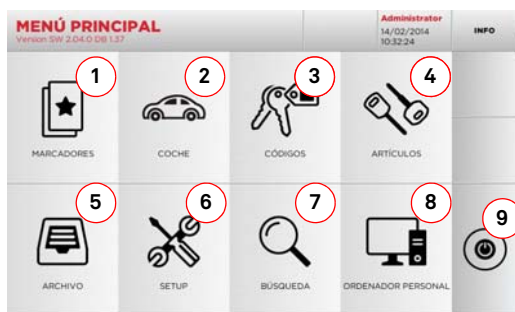 MENÚ PRINCIPAL
Version SW 2.04.0 DB 1.37
Administrator
14/02/2014
10:32:24
INFO
1
2
3
4
MARCADORES
COCHE
CÓDIGOS
ARTÍCULOS
5
6
7
8
9
ARCHIVO
SETUP
BÚSQUEDA
ORDENADOR PERSONAL